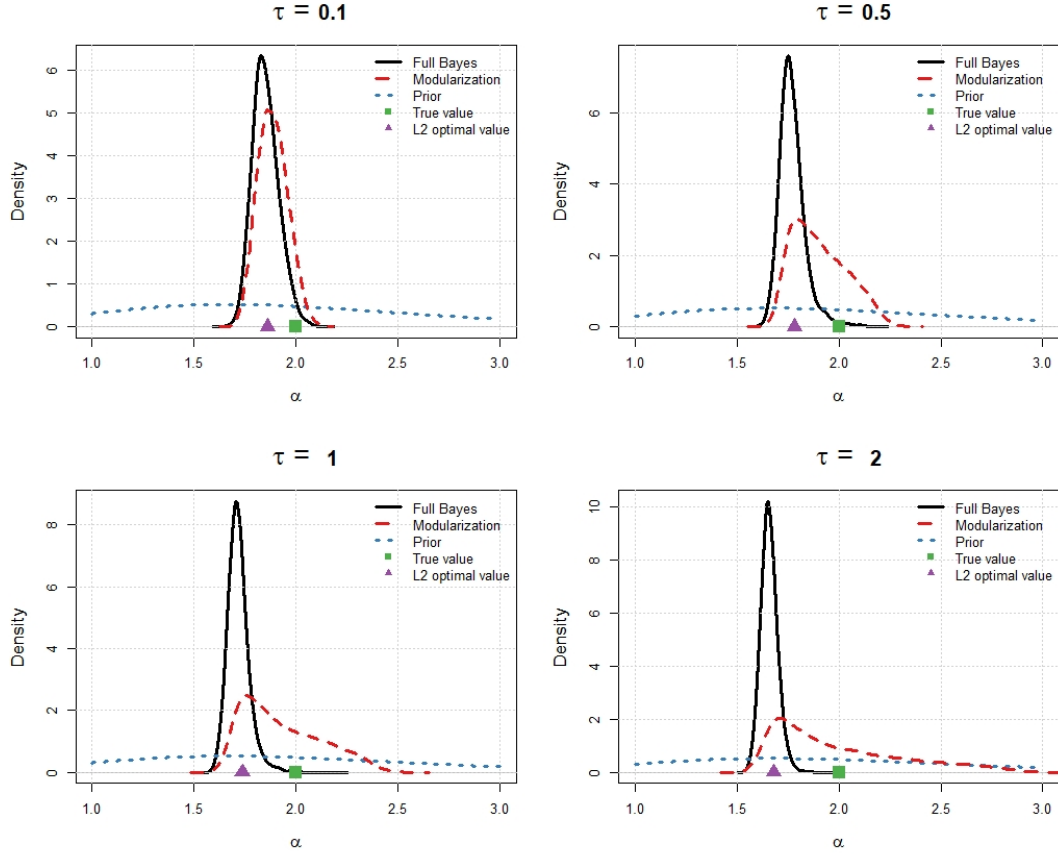 τ = 0.1
Full Bayes
Modularization
Prior
True value
L2 optimal value
Density
0
1
2
3
4
5
6
1.0
1.5
2.0
2.5
3.0
α
τ = 0.5
Full Bayes
Modularization
Prior
True value
L2 optimal value
Density
0
2
4
6
1.0
1.5
2.0
2.5
3.0
α
τ = 1
Full Bayes
Modularization
Prior
True value
L2 optimal value
Density
0
2
4
6
8
1.0
1.5
2.0
2.5
3.0
α
τ = 2
Full Bayes
Modularization
Prior
True value
L2 optimal value
Density
0
2
4
6
8
10
1.0
1.5
2.0
2.5
3.0
α